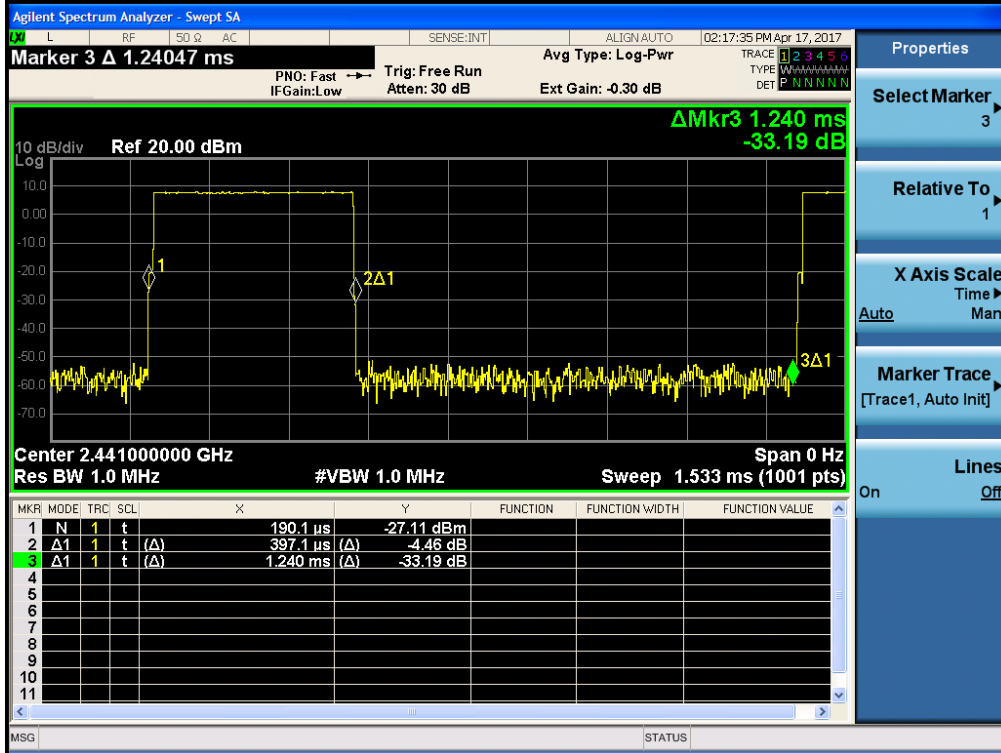 Agilent Spectrum Analyzer - Swept SA
LXI L RF 50 Ω AC SENSE:INT ALIGN AUTO 02:17:35 PM Apr 17, 2017
Marker 3 Δ 1.24047 ms
PNO: Fast
IFGain:Low
Trig: Free Run
Atten: 30 dB
Avg Type: Log-Pwr
Ext Gain: -0.30 dB
TRACE 1 2 3 4 5 6
TYPE
DET P N N N N N
ΔMkr3 1.240 ms
-33.19 dB
10 dB/div Ref 20.00 dBm
Log
10.0
0.00
-10.0
-20.0
-30.0
-40.0
-50.0
-60.0
-70.0
1
2Δ1
3Δ1
Center 2.441000000 GHz Span 0 Hz
Res BW 1.0 MHz #VBW 1.0 MHz Sweep 1.533 ms (1001 pts)
MKR MODE TRC SCL X Y FUNCTION FUNCTION WIDTH FUNCTION VALUE
1 N 1 t 190.1 µs -27.11 dBm
2 Δ1 1 t (Δ) 397.1 µs (Δ) -4.46 dB
3 Δ1 1 t (Δ) 1.240 ms (Δ) -33.19 dB
4
5
6
7
8
9
10
11
MSG STATUS
Properties
Select Marker
3
Relative To
1
X Axis Scale
Time
Auto Man
Marker Trace
[Trace1, Auto Init]
Lines
On Off